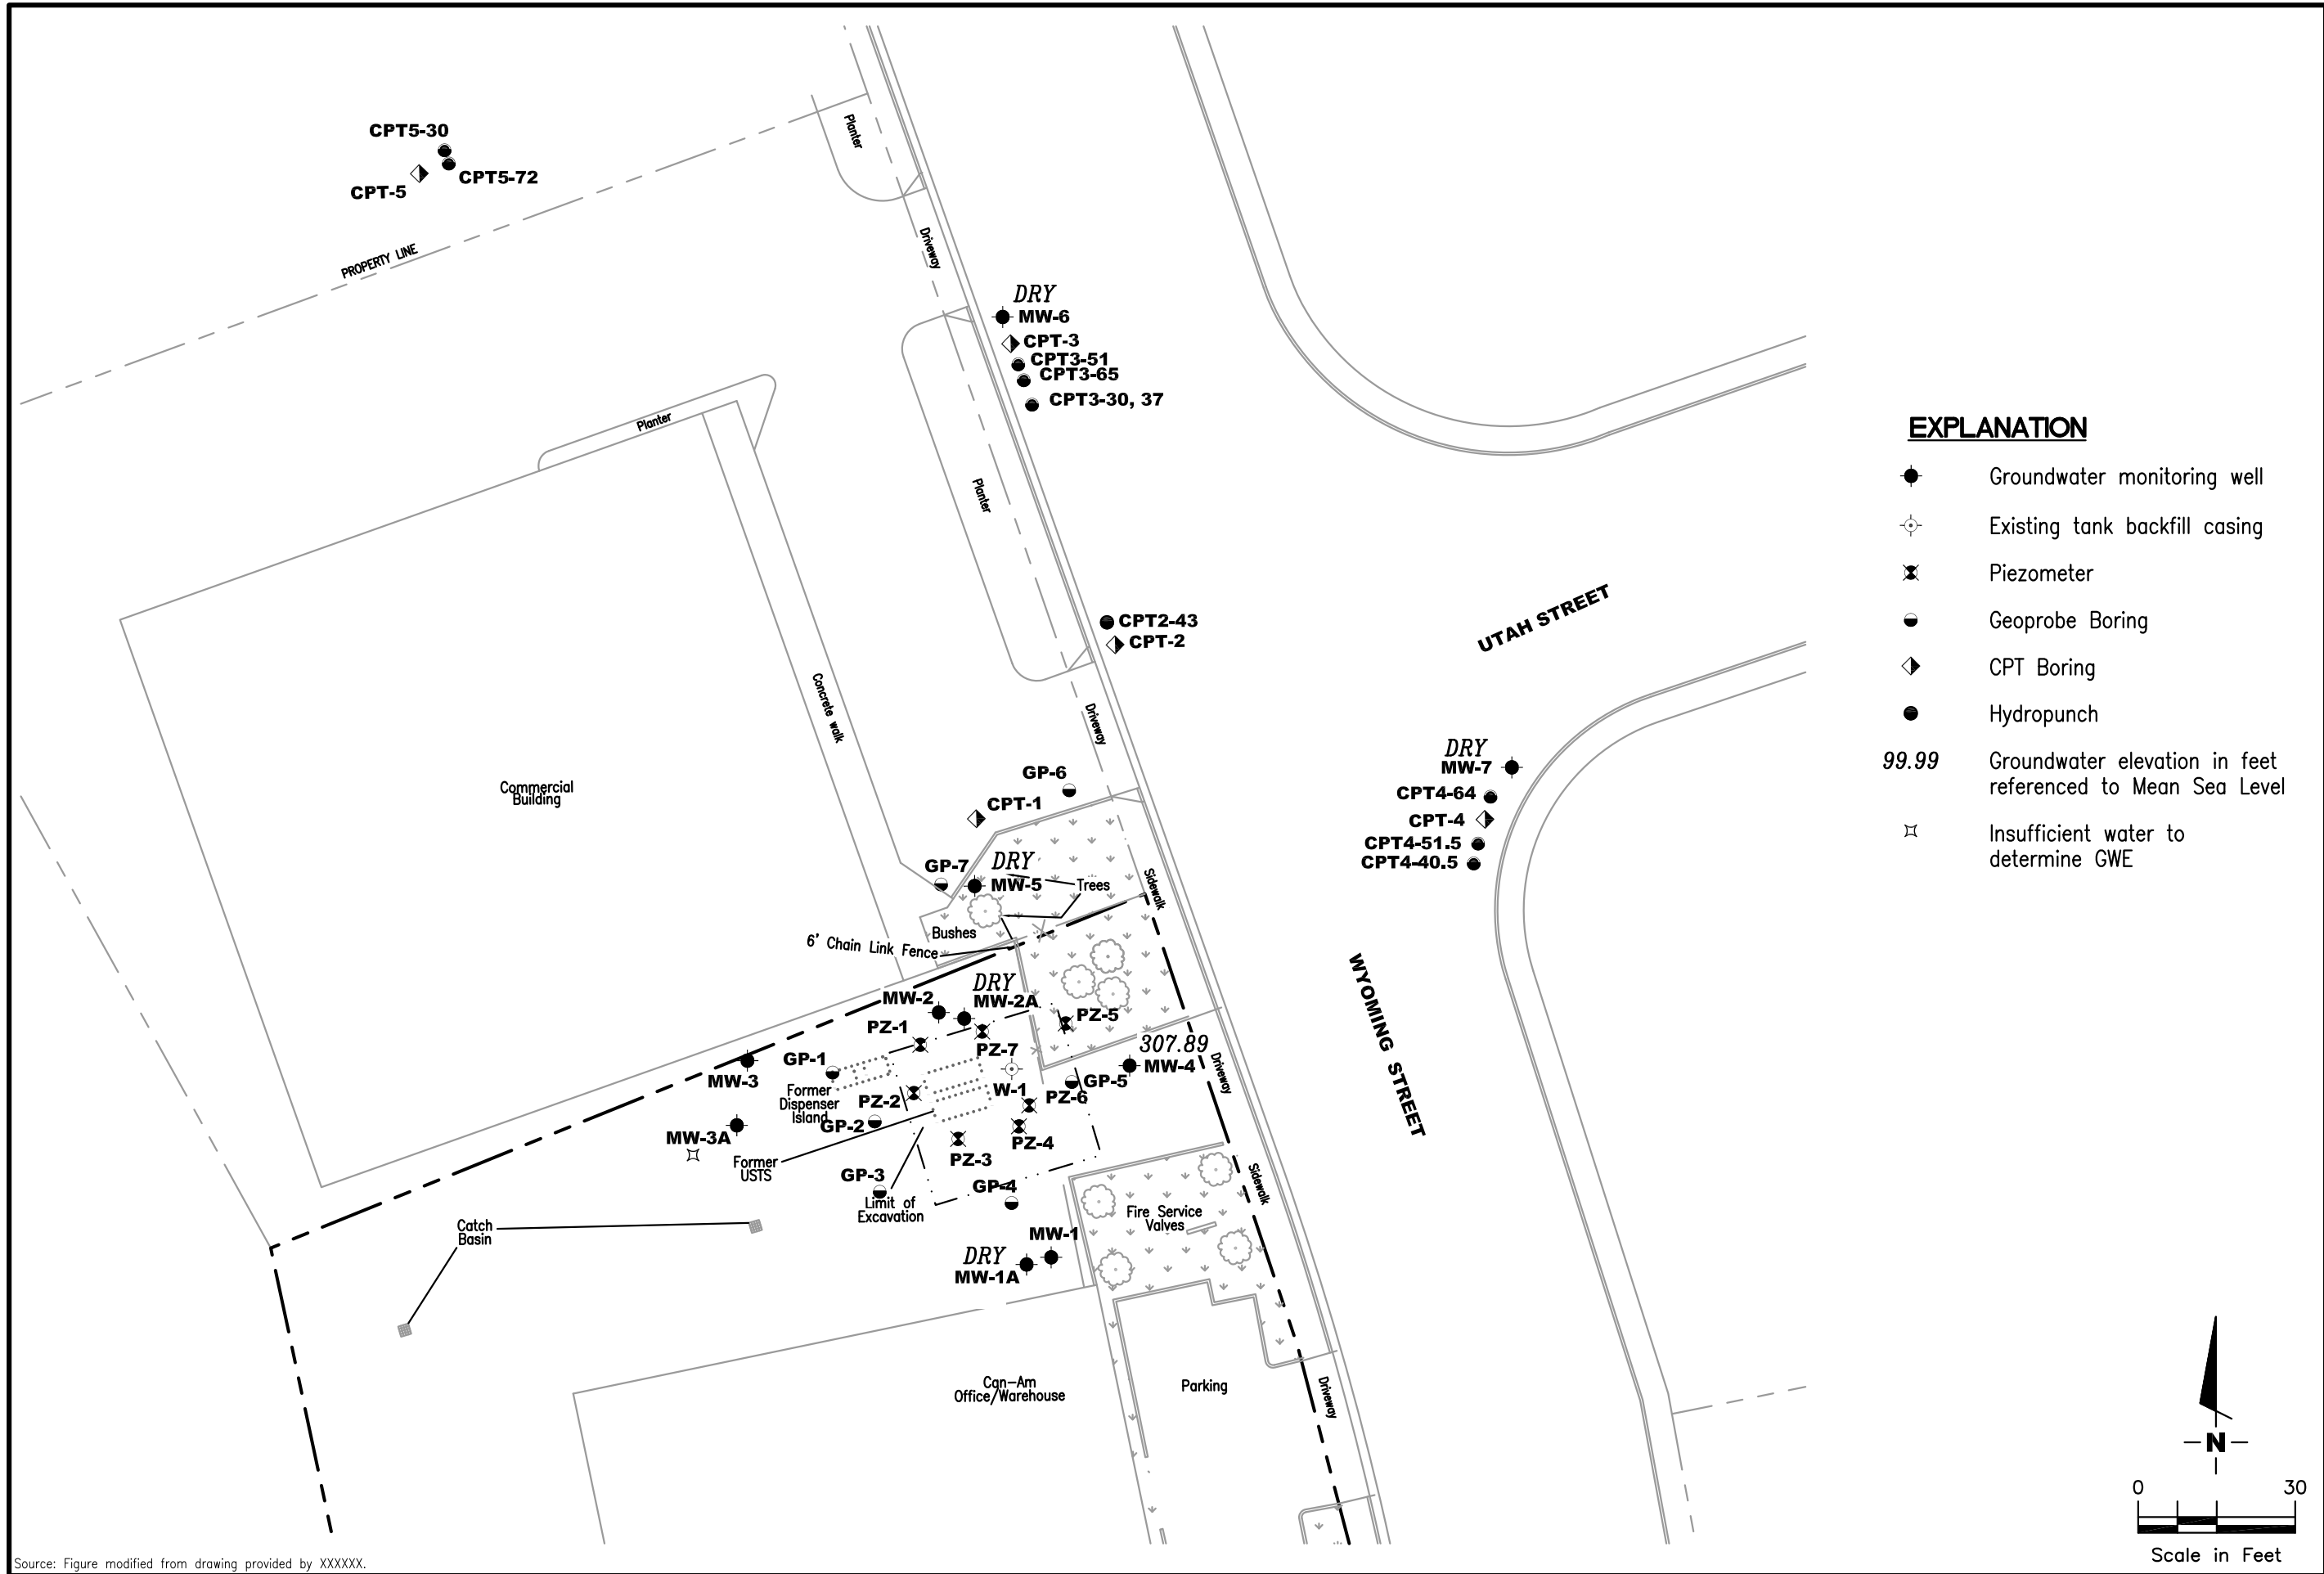 CPT5-30
CPT5-72
CPT-5
PROPERTY LINE
Planter
Driveway
DRY
MW-6
CPT-3
CPT3-51
CPT3-65
CPT3-30, 37
Planter
Planter
CPT2-43
CPT-2
Concrete walk
Driveway
UTAH STREET
Commercial
Building
GP-6
CPT-1
DRY
MW-7
CPT4-64
CPT-4
CPT4-51.5
CPT4-40.5
GP-7
DRY
MW-5
Trees
Sidewalk
Bushes
6' Chain Link Fence
WYOMING STREET
DRY
MW-2
MW-2A
PZ-1
PZ-5
PZ-7
307.89
MW-4
Driveway
GP-1
MW-3
Former
Dispenser
Island
PZ-2
GP-2
W-1
GP-5
PZ-6
PZ-4
PZ-3
MW-3A
Former
USTS
GP-3
Limit of
Excavation
GP-4
Sidewalk
Fire Service
Valves
Catch
Basin
MW-1
DRY
MW-1A
Can-Am
Office/Warehouse
Parking
Driveway
EXPLANATION
Groundwater monitoring well
Existing tank backfill casing
Piezometer
Geoprobe Boring
CPT Boring
Hydropunch
99.99 Groundwater elevation in feet
referenced to Mean Sea Level
Insufficient water to
determine GWE
N
0 30
Scale in Feet
Source: Figure modified from drawing provided by XXXXXX.